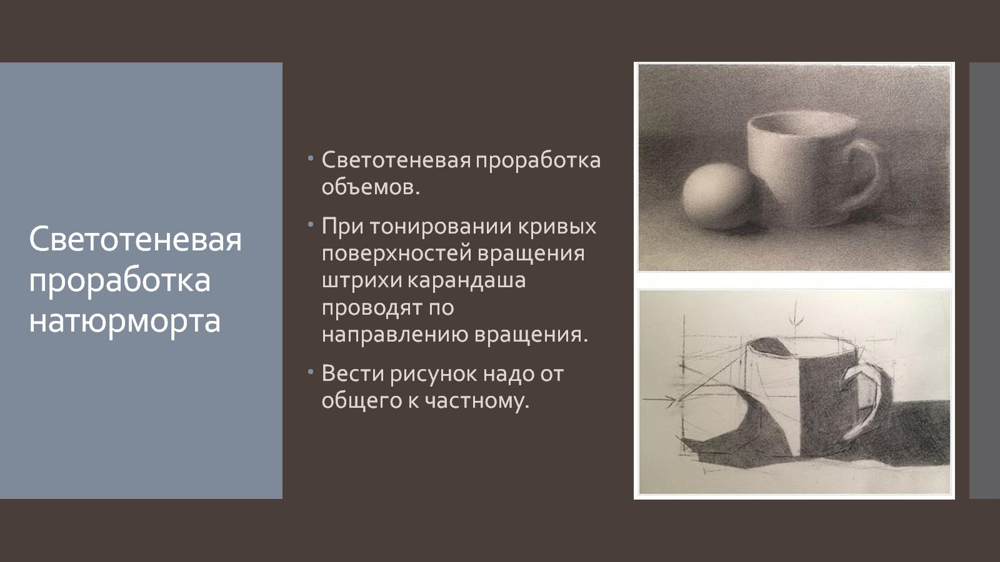 Светотеневая
проработка
натюрморта
• Светотеневая проработка
объемов.
• При тонировании кривых
поверхностей вращения
штрихи карандаша
проводят по
направлению вращения.
• Вести рисунок надо от
общего к частному.